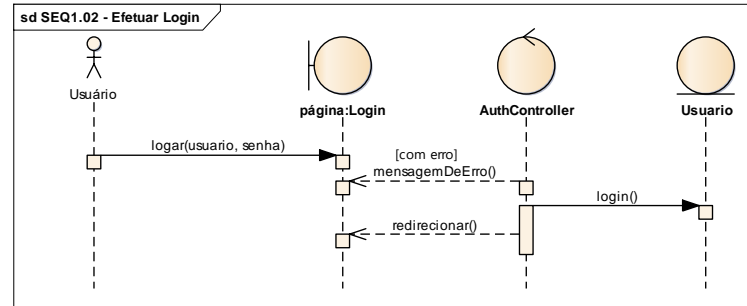 sd SEQ1.02 - Efetuar Login
Usuário
página:Login
AuthController
Usuario
logar(usuario, senha)
[com erro]
mensagemDeErro()
login()
redirecionar()